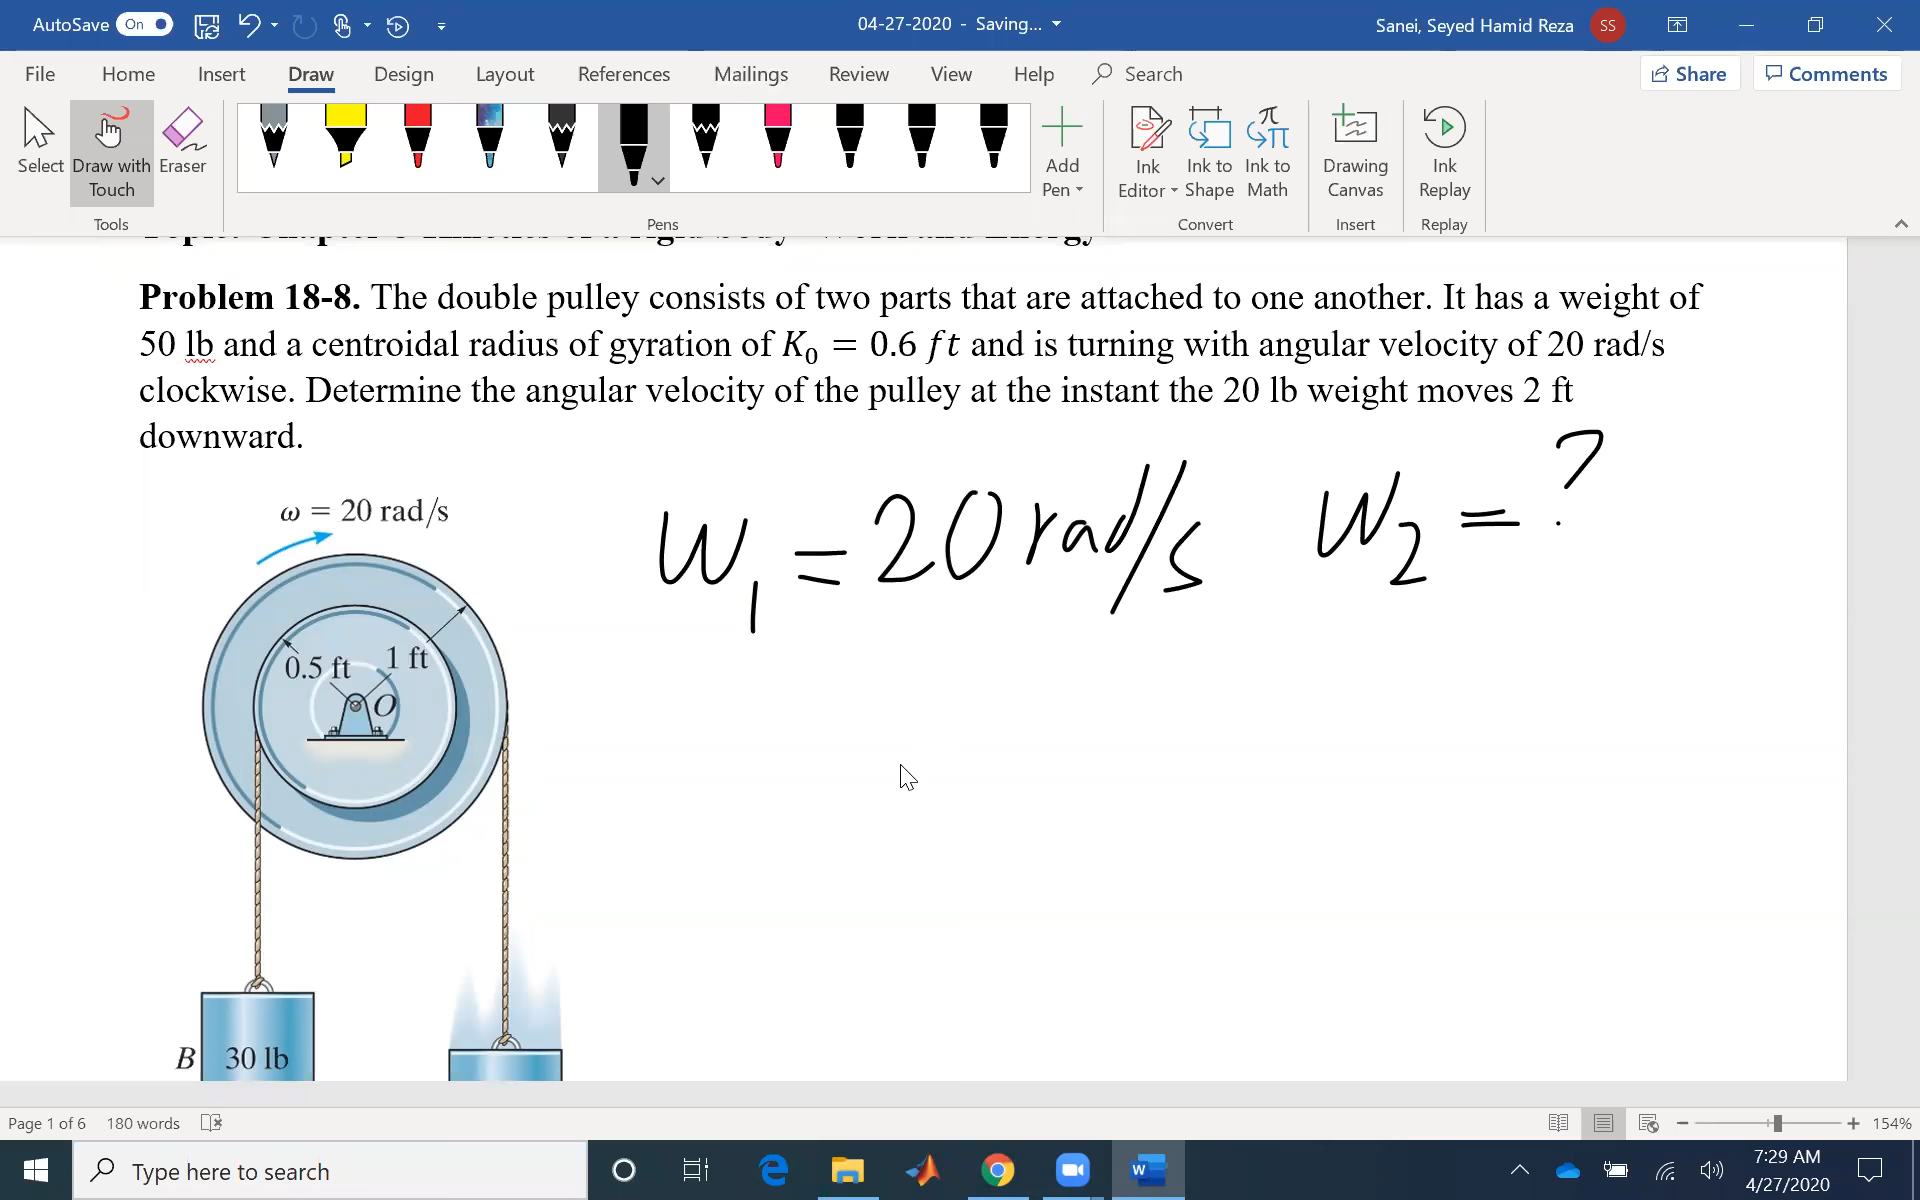 AutoSave On
04-27-2020 - Saving...
Sanei, Seyed Hamid Reza SS
File Home Insert Draw Design Layout References Mailings Review View Help Search
Share Comments
Select
Draw with Touch
Eraser
Add Pen
Ink Editor
Ink to Shape
Ink to Math
Drawing Canvas
Ink Replay
Tools Pens Convert Insert Replay
Problem 18-8. The double pulley consists of two parts that are attached to one another. It has a weight of
50 lb and a centroidal radius of gyration of K₀ = 0.6 ft and is turning with angular velocity of 20 rad/s
clockwise. Determine the angular velocity of the pulley at the instant the 20 lb weight moves 2 ft
downward.
ω = 20 rad/s
W₁ = 20 rad/s W₂ = ?
0.5 ft 1 ft
O
B 30 lb
Page 1 of 6 180 words
154%
Type here to search
7:29 AM
4/27/2020